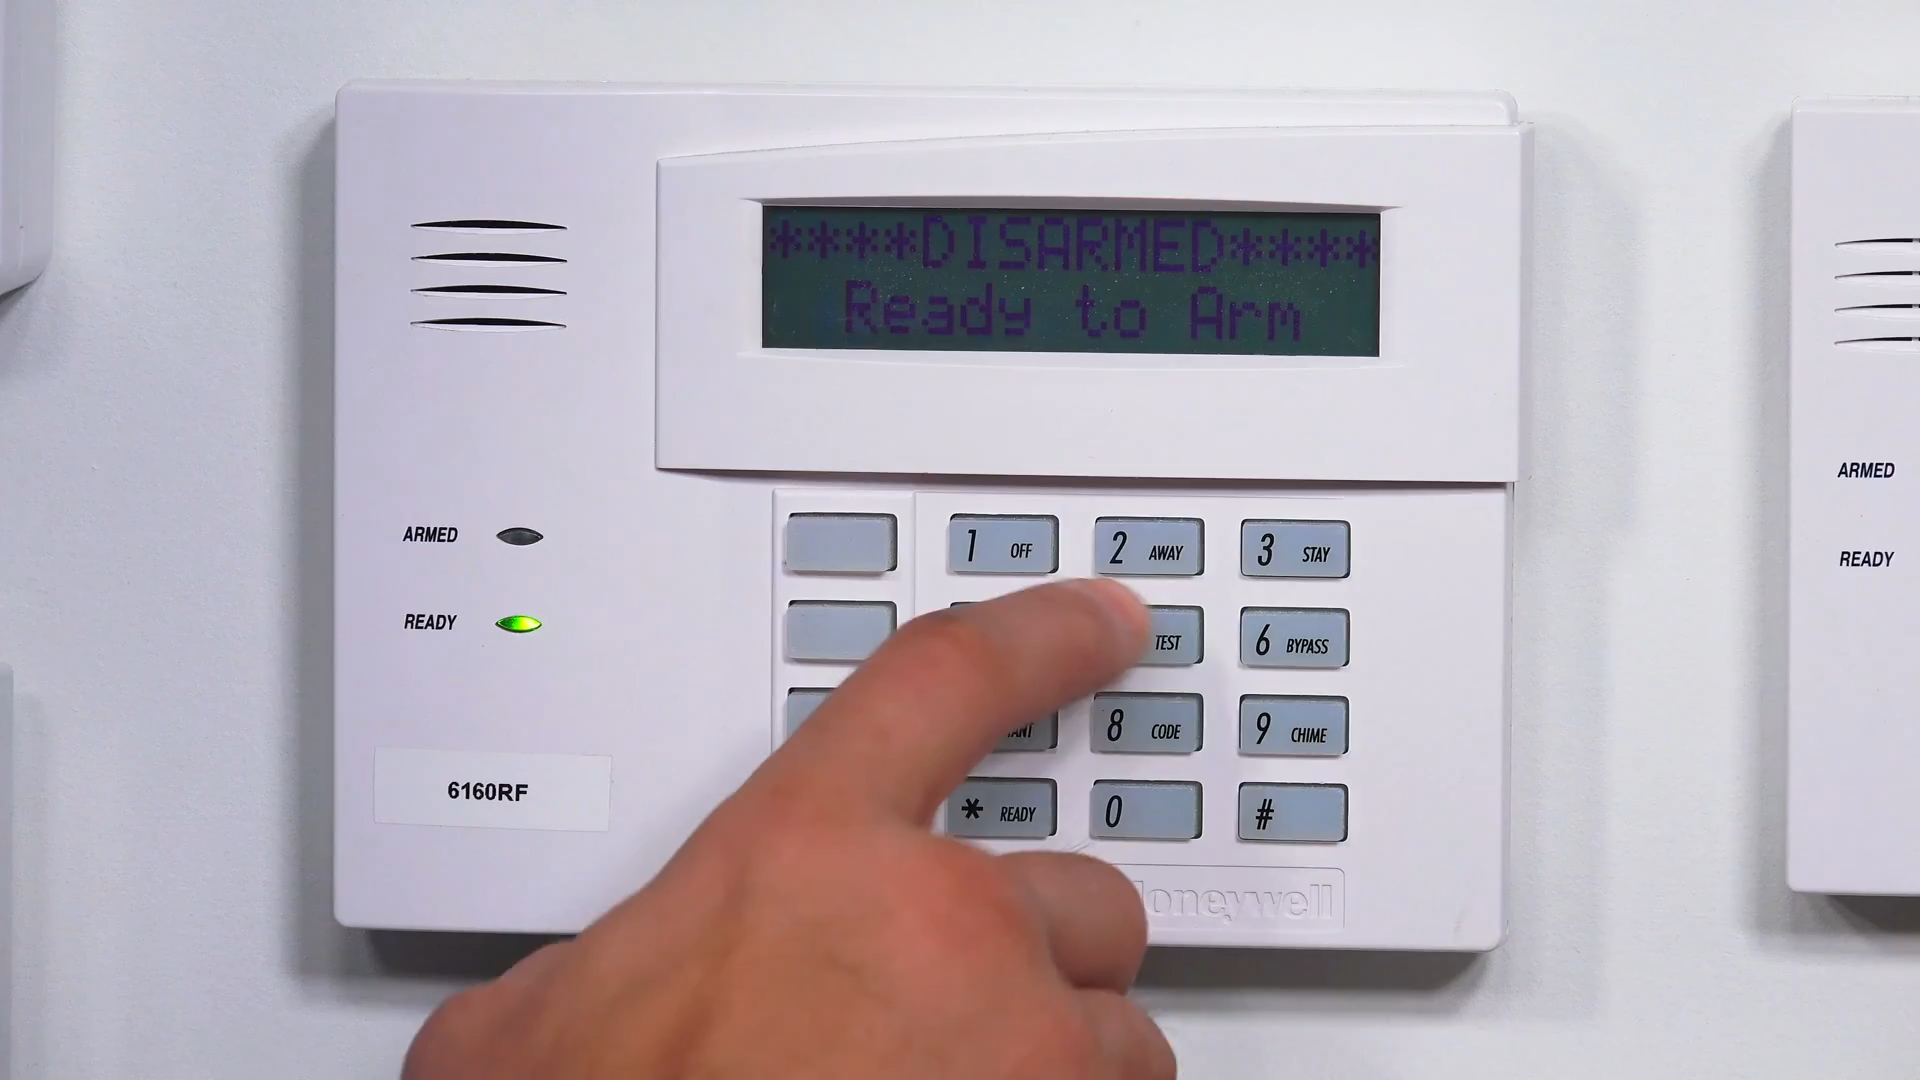 ****DISARMED****
Ready to Arm
ARMED
READY
6160RF
1 OFF
2 AWAY
3 STAY
TEST
6 BYPASS
8 CODE
9 CHIME
* READY
0
#
oneywell
ARMED
READY